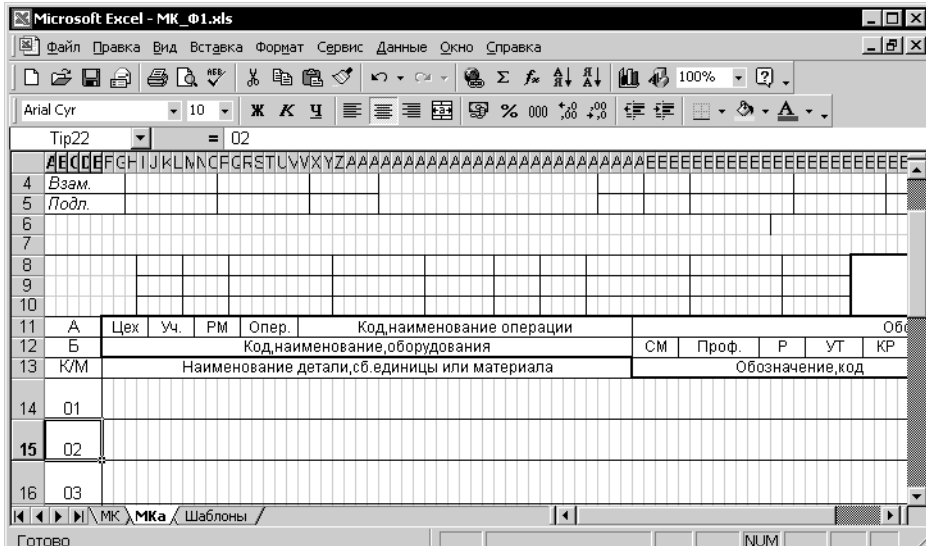 Microsoft Excel - МК_Ф1.xls
Файл Правка Вид Вставка Формат Сервис Данные Окно Справка
100%
Arial Cyr 10 Ж К Ч % 000
Tip22 = 02
4 Взам.
5 Подл.
6
7
8
9
10
11 А Цех Уч. РМ Опер. Код,наименование операции Обо
12 Б Код,наименование,оборудования СМ Проф. Р УТ КР
13 К/М Наименование детали,сб.единицы или материала Обозначение,код
14 01
15 02
16 03
МК МКа Шаблоны
Готово NUM